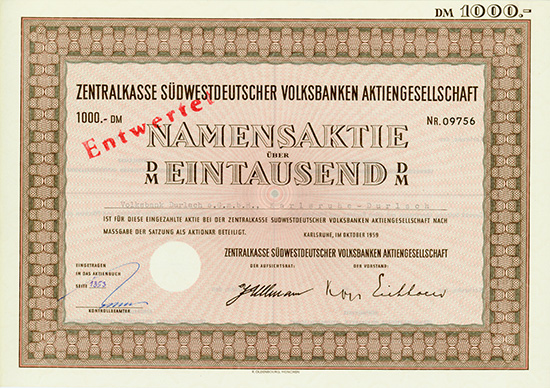 DM 1000.-
ZENTRALKASSE SÜDWESTDEUTSCHER VOLKSBANKEN AKTIENGESELLSCHAFT
1000.- DM
NR. 09756
Entwertet
NAMENSAKTIE
ÜBER
DM EINTAUSEND DM
Volksbank Durlach e.G.m.b.H., Karlsruhe-Durlach
IST FÜR DIESE EINGEZAHLTE AKTIE BEI DER ZENTRALKASSE SÜDWESTDEUTSCHER VOLKSBANKEN AKTIENGESELLSCHAFT NACH
MASSGABE DER SATZUNG ALS AKTIONÄR BETEILIGT.
KARLSRUHE, IM OKTOBER 1959
ZENTRALKASSE SÜDWESTDEUTSCHER VOLKSBANKEN AKTIENGESELLSCHAFT
DER AUFSICHTSRAT:
DER VORSTAND:
EINGETRAGEN
IN DAS AKTIENBUCH
SEITE
KONTROLLBEAMTER